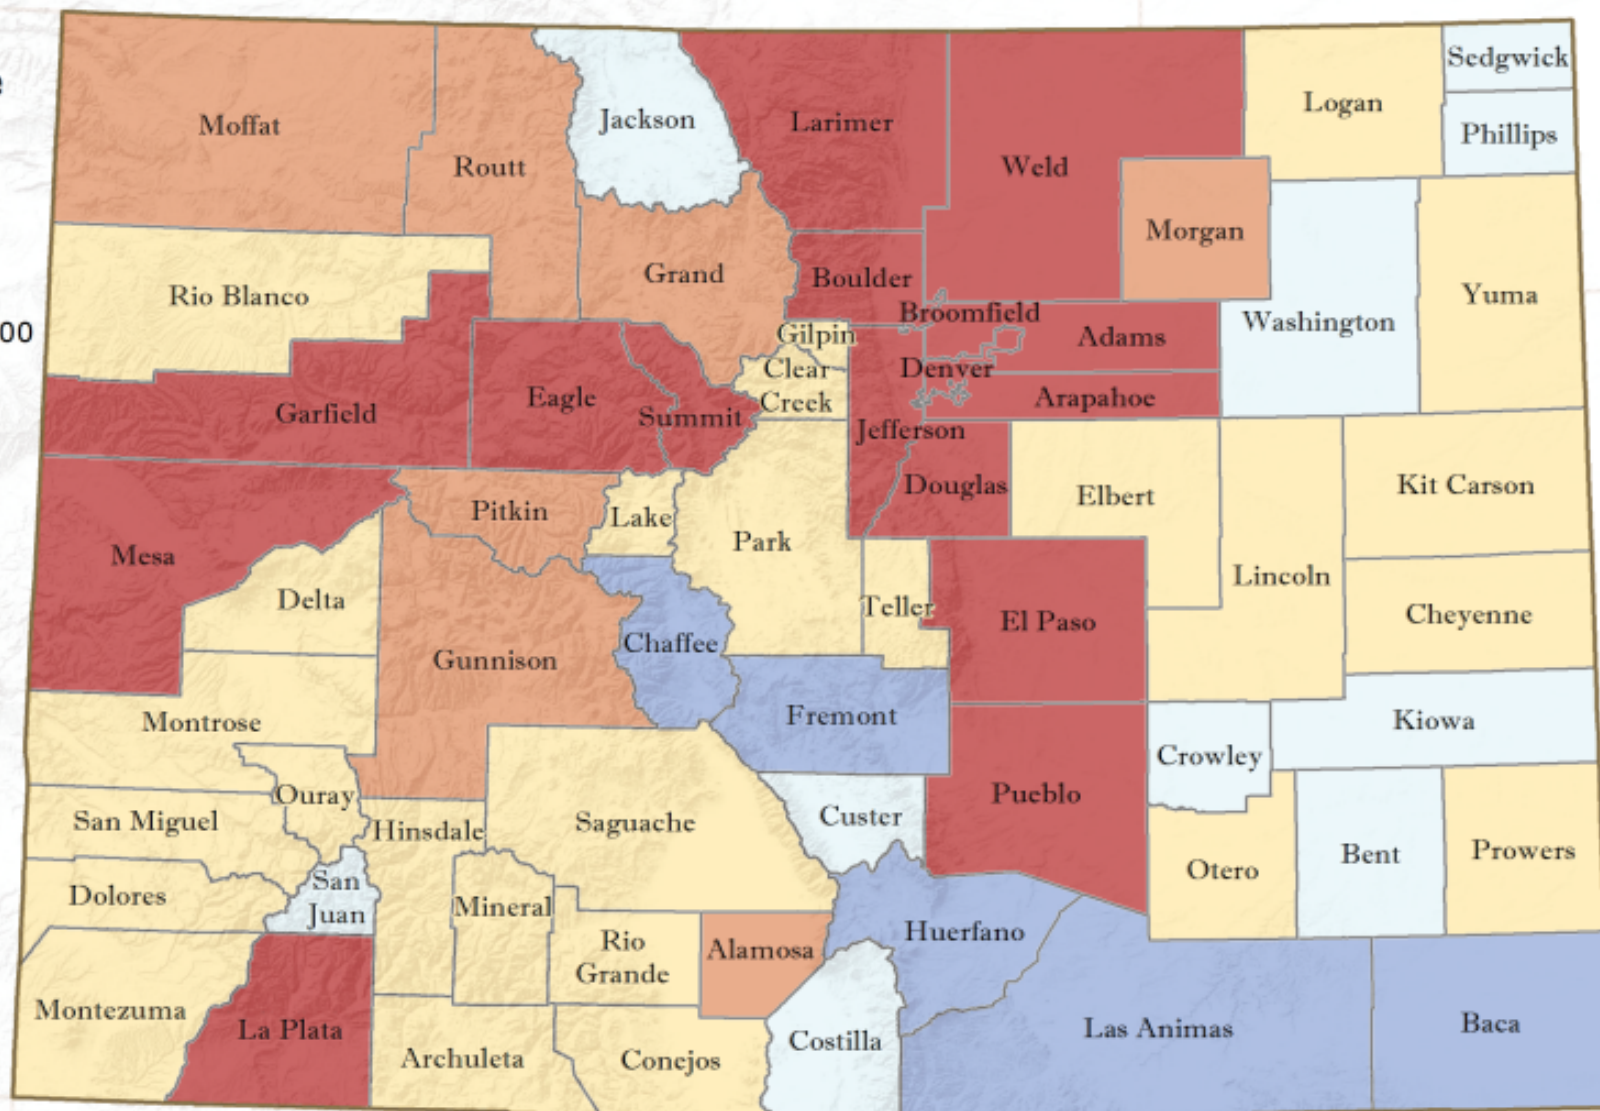 Sedgwick
Logan
Jackson
Larimer
Moffat
Phillips
Routt
Weld
Morgan
Grand
Boulder
Rio Blanco
Yuma
Broomfield
00
Washington
Gilpin
Adams
Clear
Creek
Denver
Eagle
Arapahoe
Garfield
Summit
Jefferson
Douglas
Kit Carson
Elbert
Pitkin
Lake
Park
Mesa
Lincoln
Delta
Teller
Cheyenne
El Paso
Chaffee
Gunnison
Fremont
Kiowa
Montrose
Crowley
Ouray
Pueblo
San Miguel
Hinsdale
Saguache
Custer
Bent
Prowers
Otero
San
Juan
Dolores
Mineral
Huerfano
Rio
Grande
Alamosa
Montezuma
La Plata
Las Animas
Baca
Costilla
Archuleta
Conejos